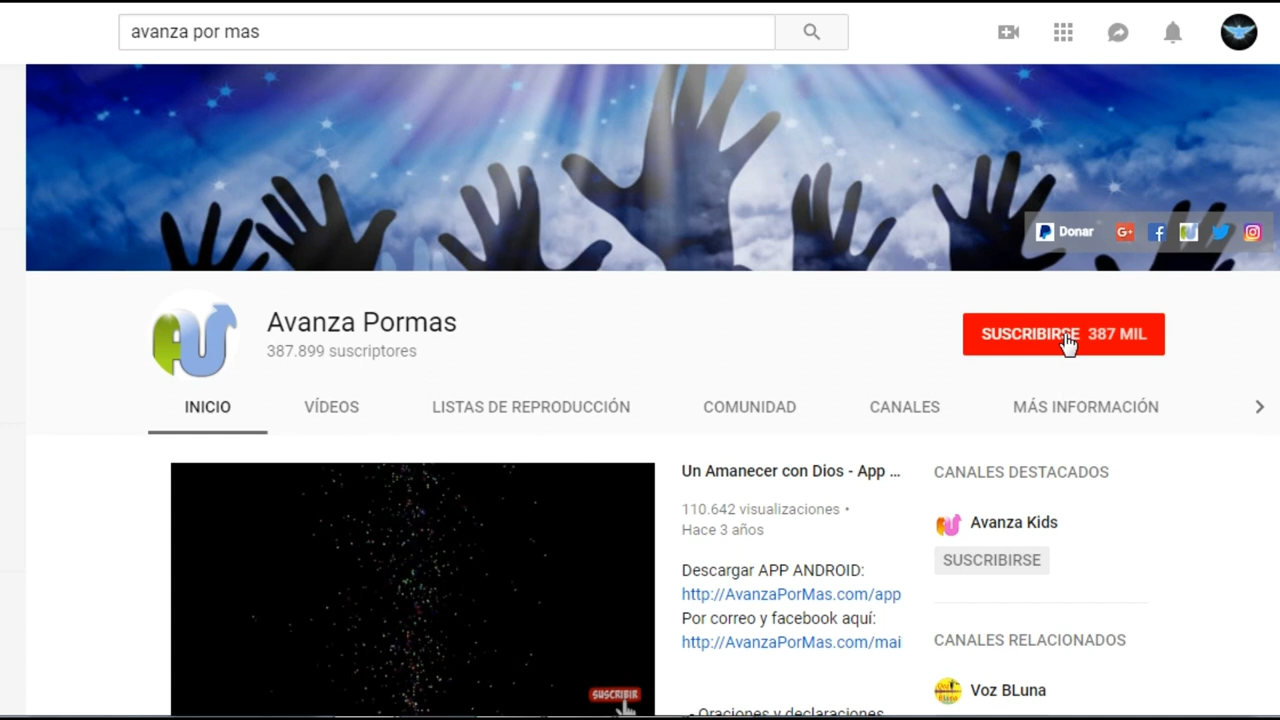 avanza por mas
Donar
Avanza Pormas
387.899 suscriptores
SUSCRIBIRSE 387 MIL
INICIO VÍDEOS LISTAS DE REPRODUCCIÓN COMUNIDAD CANALES MÁS INFORMACIÓN
Un Amanecer con Dios - App ...
110.642 visualizaciones •
Hace 3 años
Descargar APP ANDROID:
http://AvanzaPorMas.com/app
Por correo y facebook aquí:
http://AvanzaPorMas.com/mai
- Oraciones y declaraciones
SUSCRIBIR
CANALES DESTACADOS
Avanza Kids
SUSCRIBIRSE
CANALES RELACIONADOS
Voz BLuna